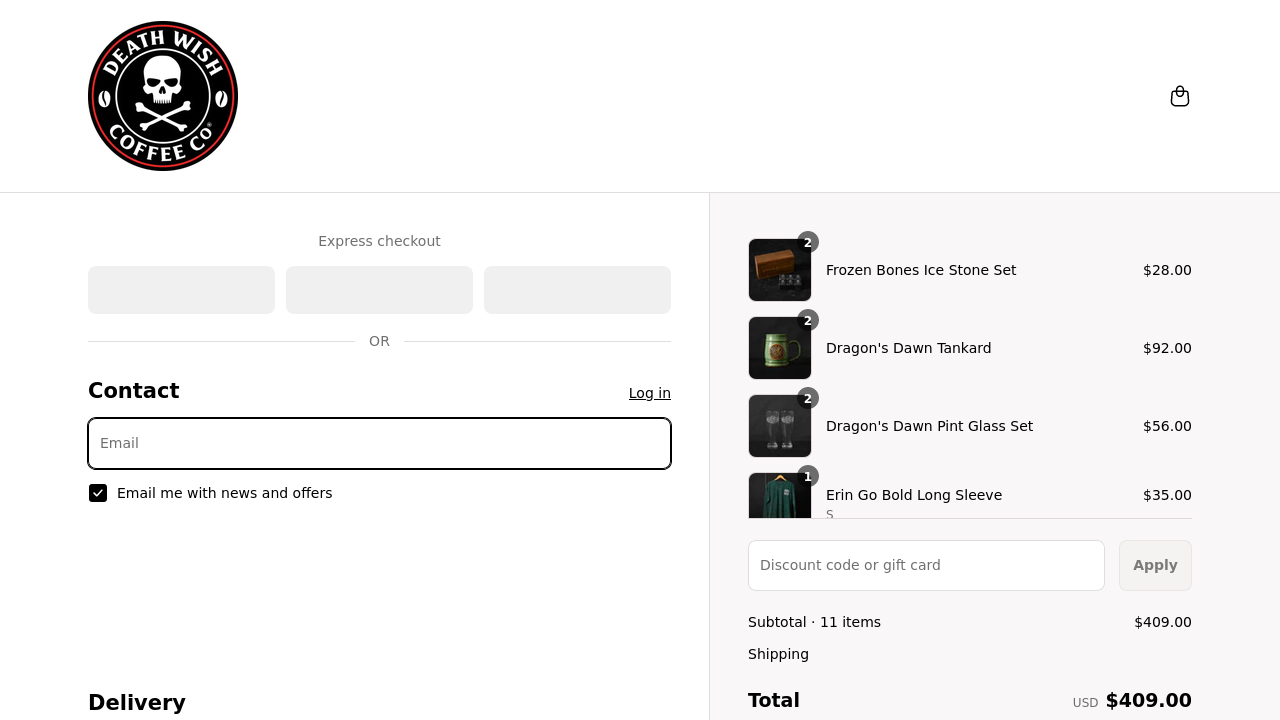 DEATH WISH
COFFEE CO®
Express checkout
OR
Contact
Log in
Email
Email me with news and offers
Delivery
2
Frozen Bones Ice Stone Set
$28.00
2
Dragon's Dawn Tankard
$92.00
2
Dragon's Dawn Pint Glass Set
$56.00
1
Erin Go Bold Long Sleeve
$35.00
S
Discount code or gift card
Apply
Subtotal · 11 items
$409.00
Shipping
Total
USD $409.00